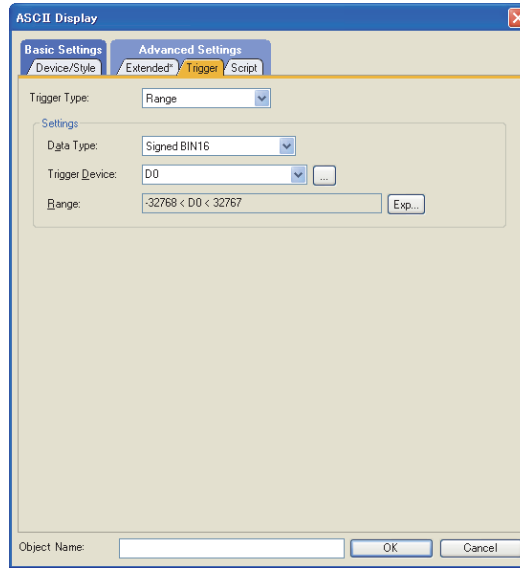 ASCII Display
Basic Settings Advanced Settings
Device/Style Extended* Trigger Script
Trigger Type: Range
Settings
Data Type: Signed BIN16
Trigger Device: D0 ...
Range: -32768 < D0 < 32767 Exp...
Object Name: OK Cancel